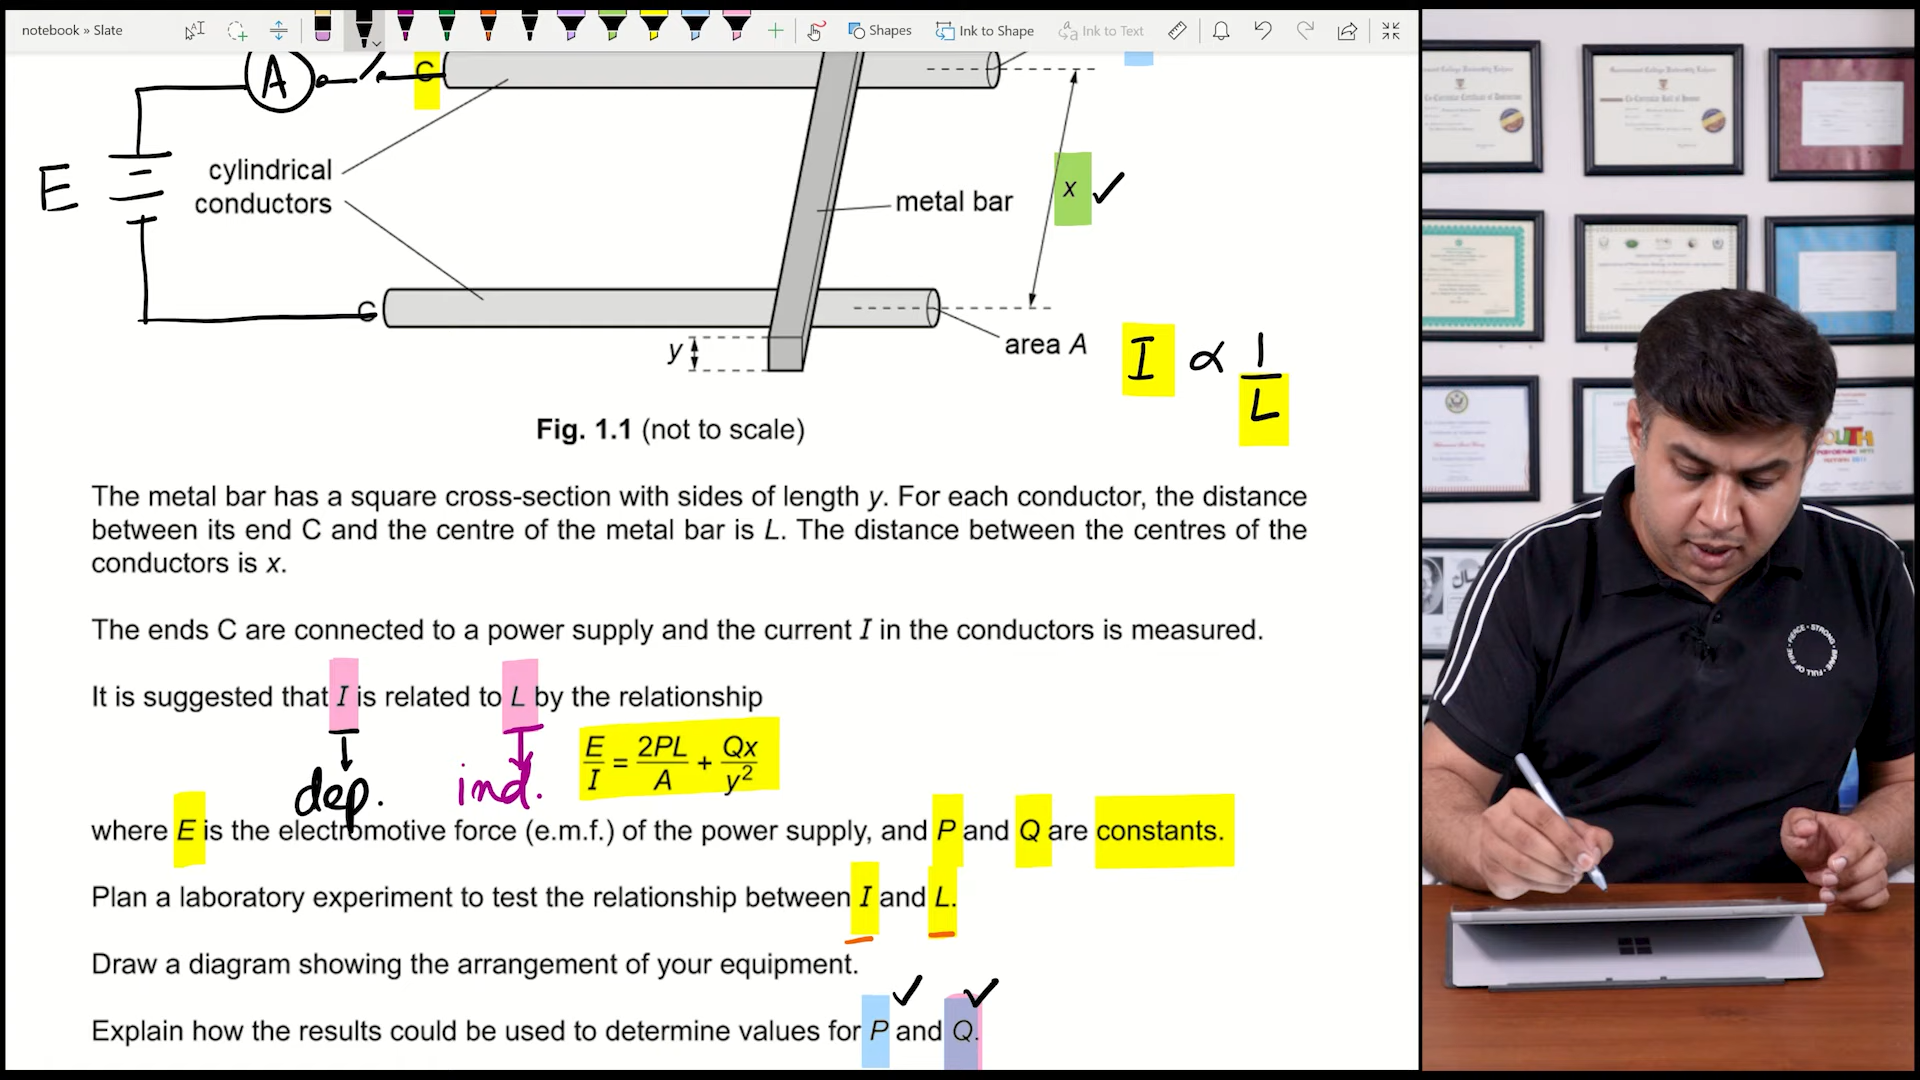 notebook » Slate
Shapes
Ink to Shape
Ink to Text
A
C
E
cylindrical
conductors
metal bar
x
C
y
area A
I ∝ 1/L
Fig. 1.1 (not to scale)
The metal bar has a square cross-section with sides of length y. For each conductor, the distance
between its end C and the centre of the metal bar is L. The distance between the centres of the
conductors is x.
The ends C are connected to a power supply and the current I in the conductors is measured.
It is suggested that I is related to L by the relationship
dep.
ind.
E/I = 2PL/A + Qx/y²
where E is the electromotive force (e.m.f.) of the power supply, and P and Q are constants.
Plan a laboratory experiment to test the relationship between I and L.
Draw a diagram showing the arrangement of your equipment.
Explain how the results could be used to determine values for P and Q.
FIERCE • STRONG • BRAVE • FULL OF FIRE •